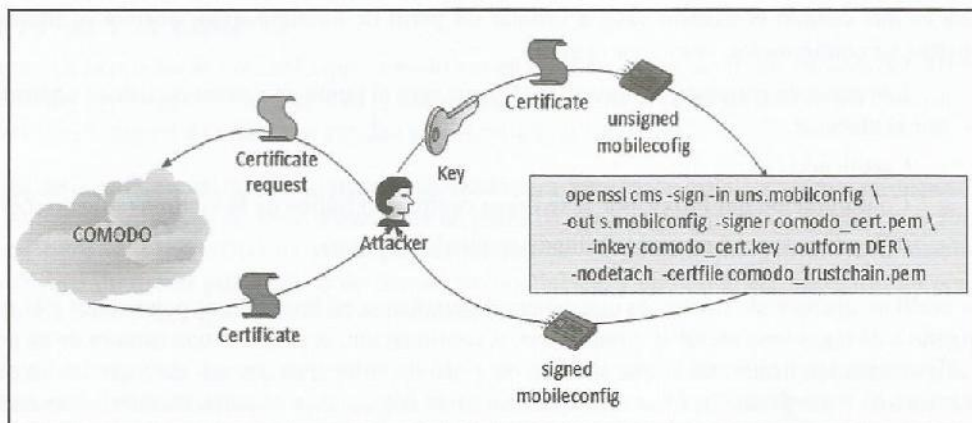 Certificate
request
COMODO
Certificate
Attacker
Key
Certificate
unsigned
mobilecofig
openssl cms -sign -in uns.mobilconfig \
-out s.mobilconfig -signer comodo_cert.pem \
-inkey comodo_cert.key -outform DER \
-nodetach -certfile comodo_trustchain.pem
signed
mobileconfig